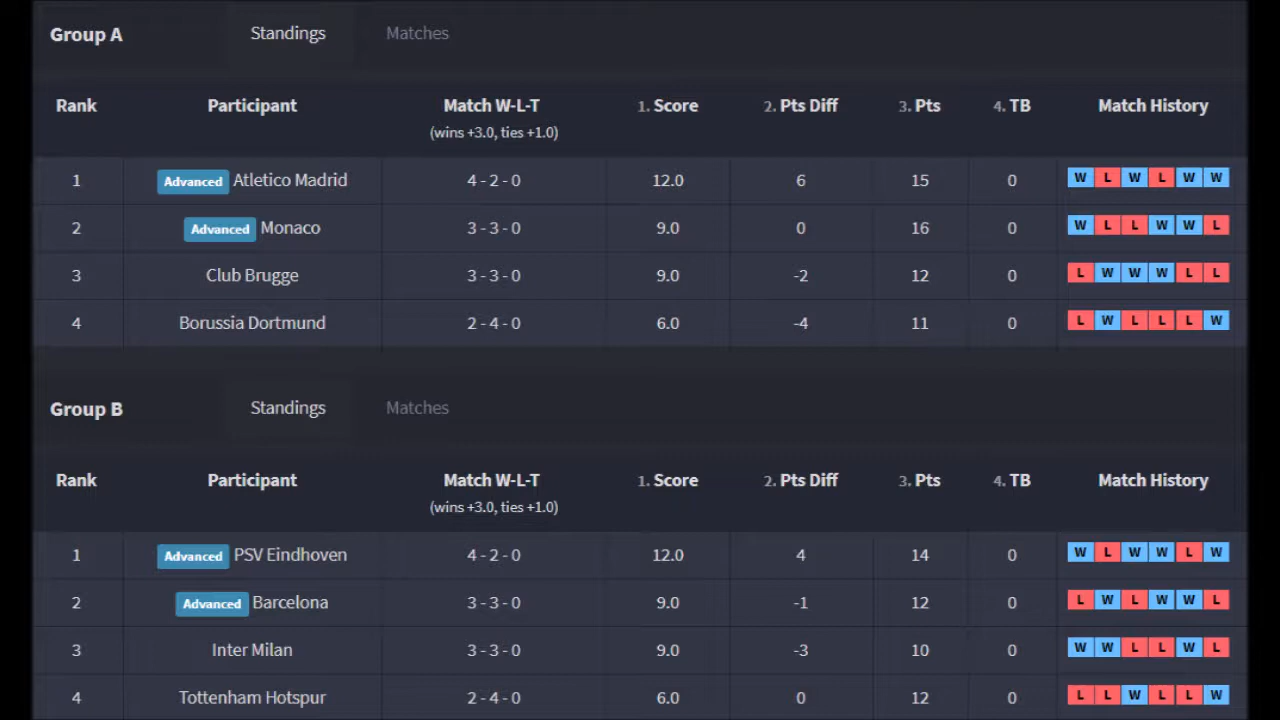 Group A Standings Matches
Rank Participant Match W-L-T 1. Score 2. Pts Diff 3. Pts 4. TB Match History
(wins +3.0, ties +1.0)
1 Advanced Atletico Madrid 4 - 2 - 0 12.0 6 15 0 W L W L W W
2 Advanced Monaco 3 - 3 - 0 9.0 0 16 0 W L L W W L
3 Club Brugge 3 - 3 - 0 9.0 -2 12 0 L W W W L L
4 Borussia Dortmund 2 - 4 - 0 6.0 -4 11 0 L W L L L W
Group B Standings Matches
Rank Participant Match W-L-T 1. Score 2. Pts Diff 3. Pts 4. TB Match History
(wins +3.0, ties +1.0)
1 Advanced PSV Eindhoven 4 - 2 - 0 12.0 4 14 0 W L W W L W
2 Advanced Barcelona 3 - 3 - 0 9.0 -1 12 0 L W L W W L
3 Inter Milan 3 - 3 - 0 9.0 -3 10 0 W W L L W L
4 Tottenham Hotspur 2 - 4 - 0 6.0 0 12 0 L L W L L W